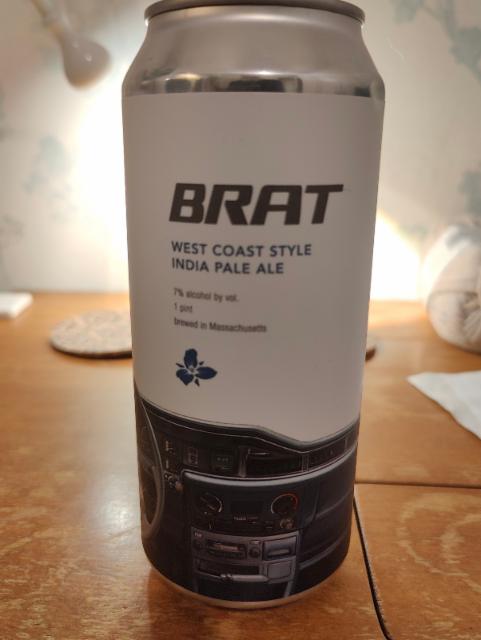 BRAT
WEST COAST STYLE
INDIA PALE ALE
7% alcohol by vol.
1 pint
brewed in Massachusetts